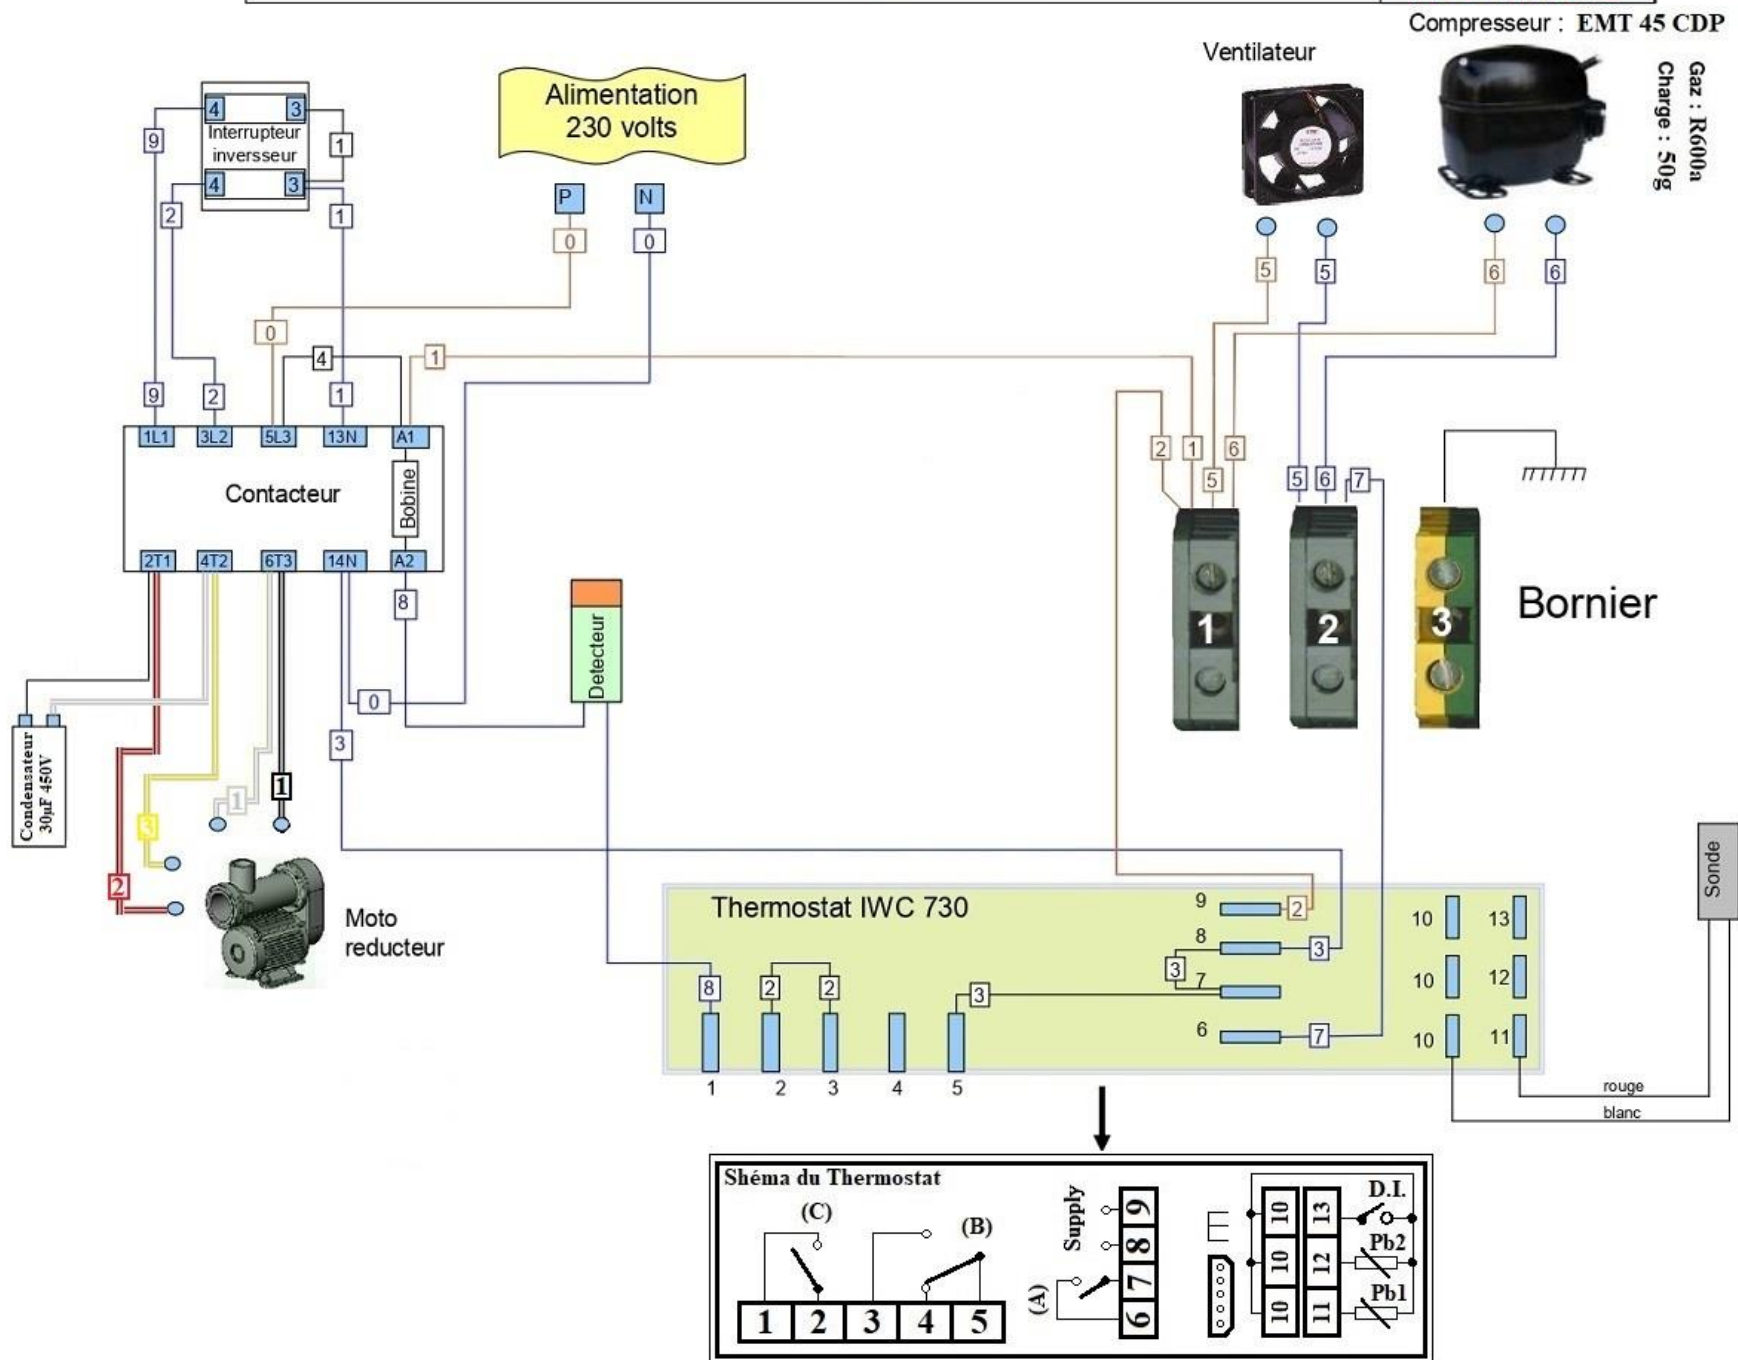 Compresseur : EMT 45 CDP
Ventilateur
Gaz : R600a
Charge : 50g
Alimentation
230 volts
4 3
Interrupteur
inversseur
4 3
9 1
2 1
P N
0 0
5 5 6 6
0
4 1
9 2 1
1L1 3L2 5L3 13N A1
Contacteur
Bobine
2T1 4T2 6T3 14N A2
2 1 6
5
5 6 7
8
Detecteur
1 2 3
Bornier
0
3
Condensateur
30µF 450V
1 1
3
2
Moto
reducteur
Sonde
Thermostat IWC 730
9 2
8 3
3
7
6 7
8 2 2 3
1 2 3 4 5
10 13
10 12
10 11
rouge
blanc
Shéma du Thermostat
(C)
(B)
1 2 3 4 5
Supply
(A)
9
8
7
6
10 13 D.I.
10 12 Pb2
10 11 Pb1